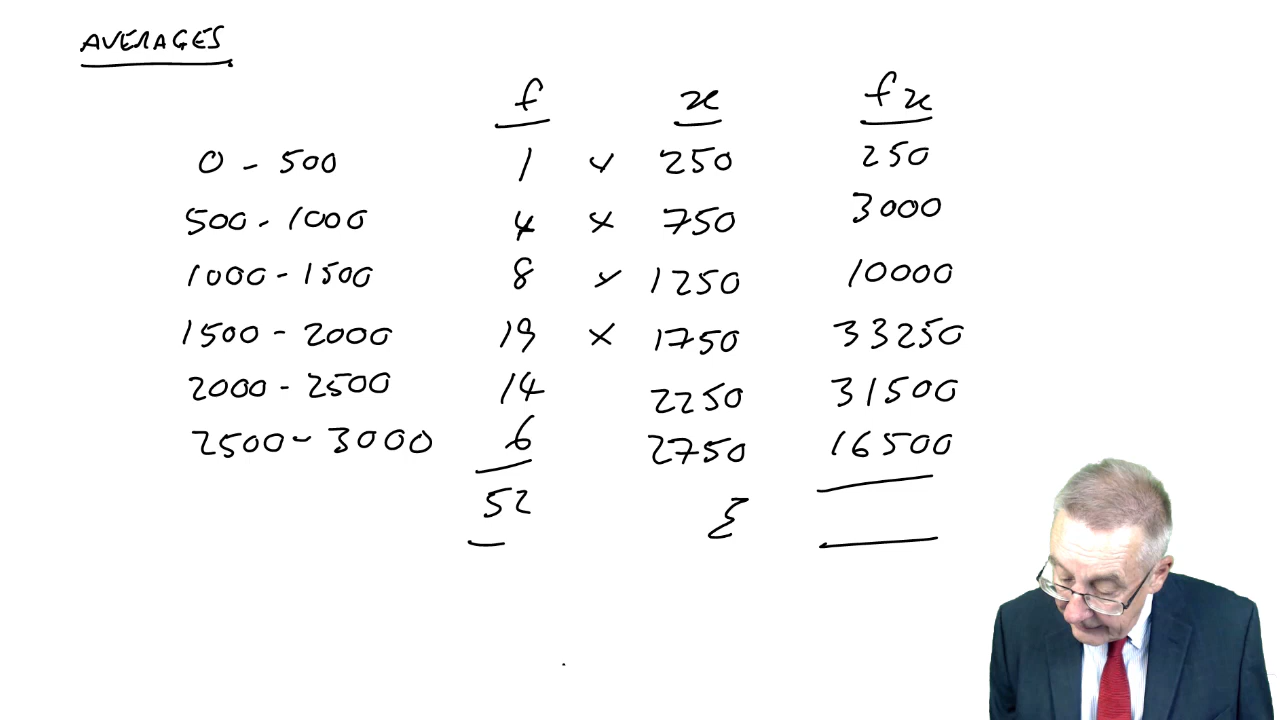 AVERAGES
f x fx
0 - 500 1 × 250 250
500 - 1000 4 × 750 3000
1000 - 1500 8 × 1250 10000
1500 - 2000 19 × 1750 33250
2000 - 2500 14 2250 31500
2500 - 3000 6 2750 16500
52 Σ